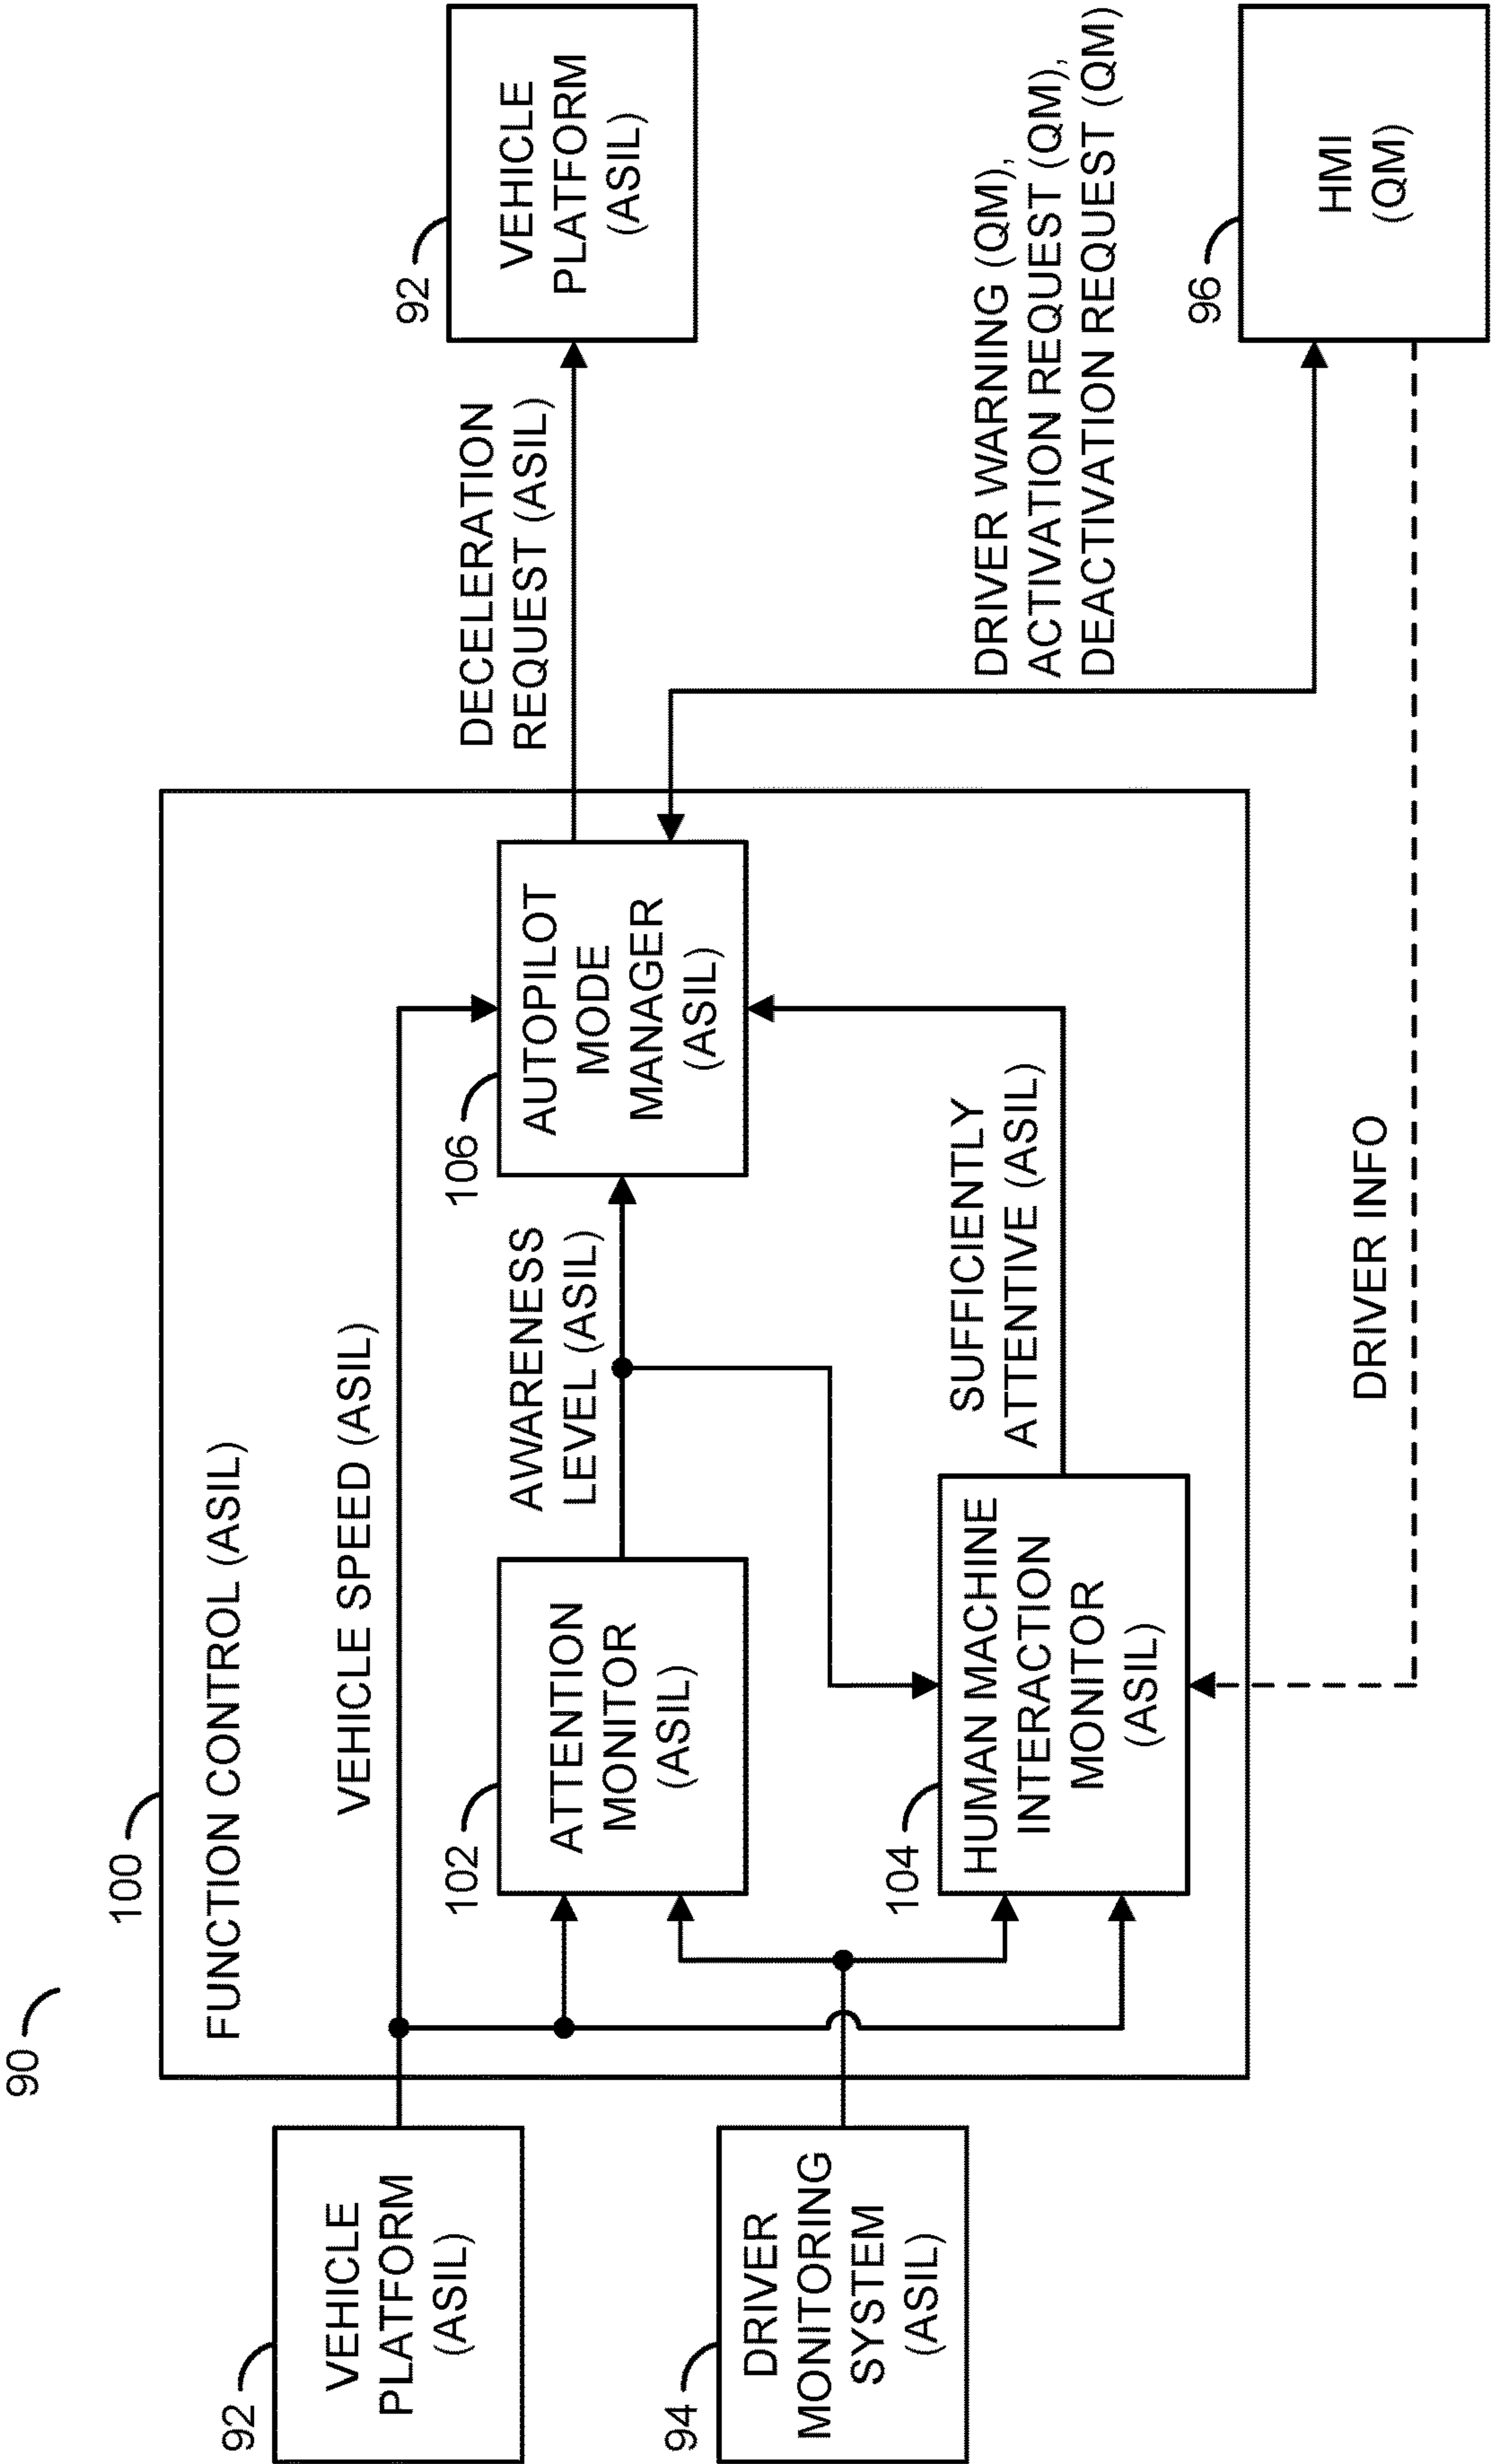 90
100
FUNCTION CONTROL (ASIL)
92
VEHICLE
PLATFORM
(ASIL)
VEHICLE SPEED (ASIL)
94
DRIVER
MONITORING
SYSTEM
(ASIL)
102
ATTENTION
MONITOR
(ASIL)
104
HUMAN MACHINE
INTERACTION
MONITOR
(ASIL)
AWARENESS
LEVEL (ASIL)
SUFFICIENTLY
ATTENTIVE (ASIL)
106
AUTOPILOT
MODE
MANAGER
(ASIL)
DECELERATION
REQUEST (ASIL)
92
VEHICLE
PLATFORM
(ASIL)
DRIVER WARNING (QM),
ACTIVATION REQUEST (QM),
DEACTIVATION REQUEST (QM)
96
HMI
(QM)
DRIVER INFO